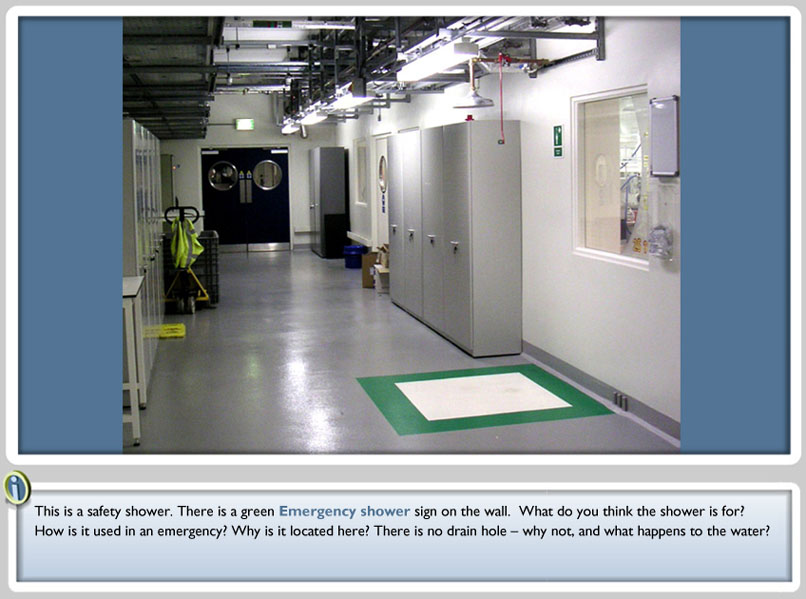 This is a safety shower. There is a green Emergency shower sign on the wall.  What do you think the shower is for?
How is it used in an emergency? Why is it located here? There is no drain hole – why not, and what happens to the water?